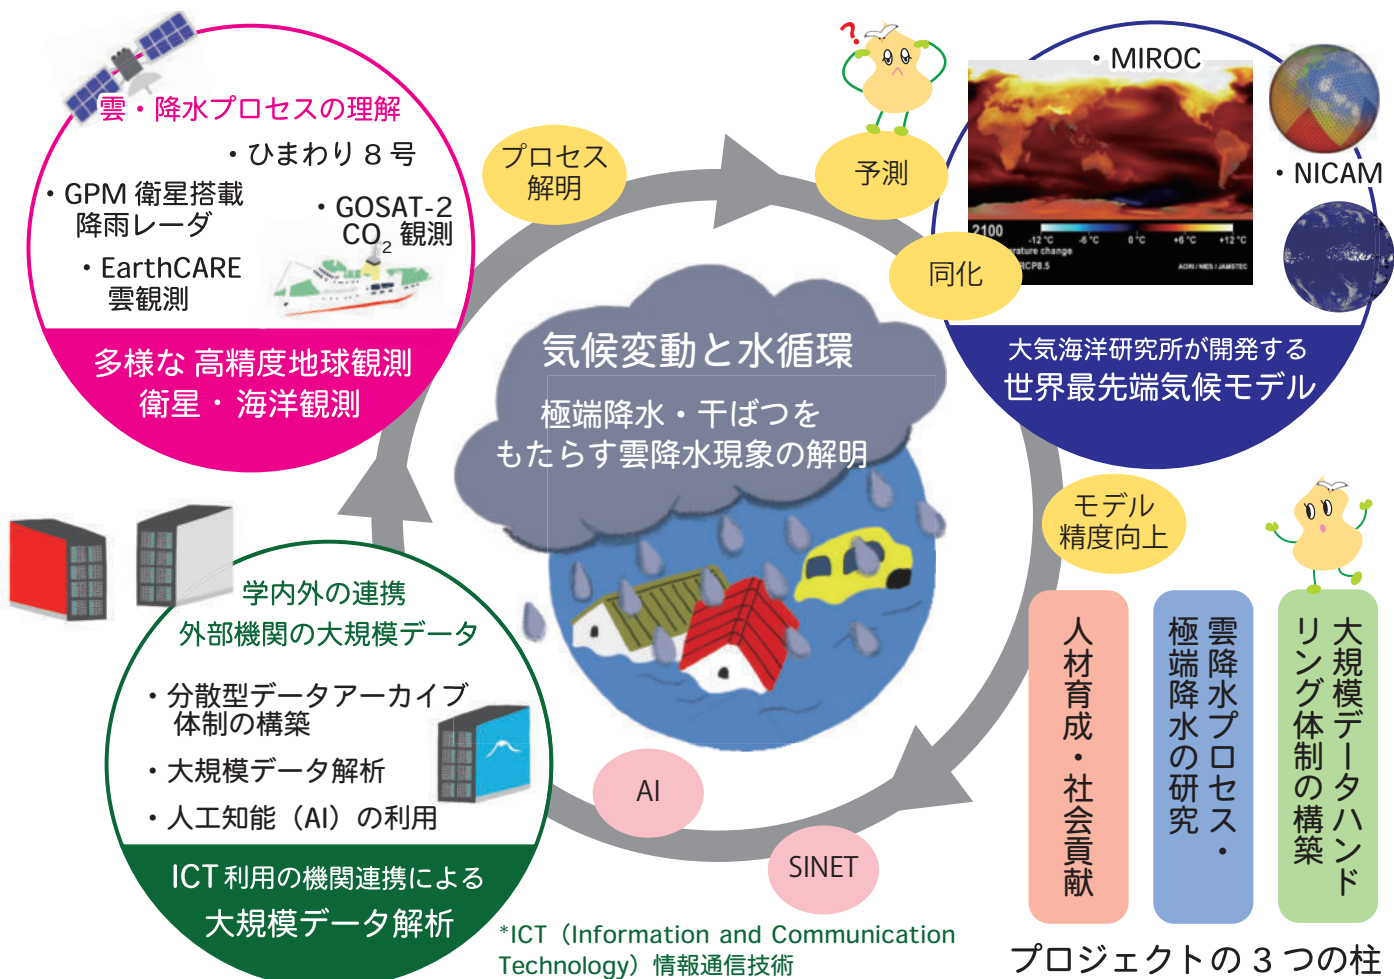 雲・降水プロセスの理解
・ひまわり 8 号
・GPM 衛星搭載
降雨レーダ
・GOSAT-2
CO2 観測
・EarthCARE
雲観測
多様な 高精度地球観測
衛星・海洋観測
プロセス
解明
?
予測
同化
・MIROC
・NICAM
2100
-12 °C
-6 °C
0 °C
+6 °C
+12 °C
rature change
RCP8.5
AORI / NIES / JAMSTEC
大気海洋研究所が開発する
世界最先端気候モデル
気候変動と水循環
極端降水・干ばつを
もたらす雲降水現象の解明
モデル
精度向上
学内外の連携
外部機関の大規模データ
・分散型データアーカイブ
体制の構築
・大規模データ解析
・人工知能（AI）の利用
ICT 利用の機関連携による
大規模データ解析
AI
SINET
*ICT（Information and Communication
Technology）情報通信技術
大規模データハンド
リング体制の構築
雲降水プロセス・
極端降水の研究
人材育成・社会貢献
プロジェクトの 3 つの柱